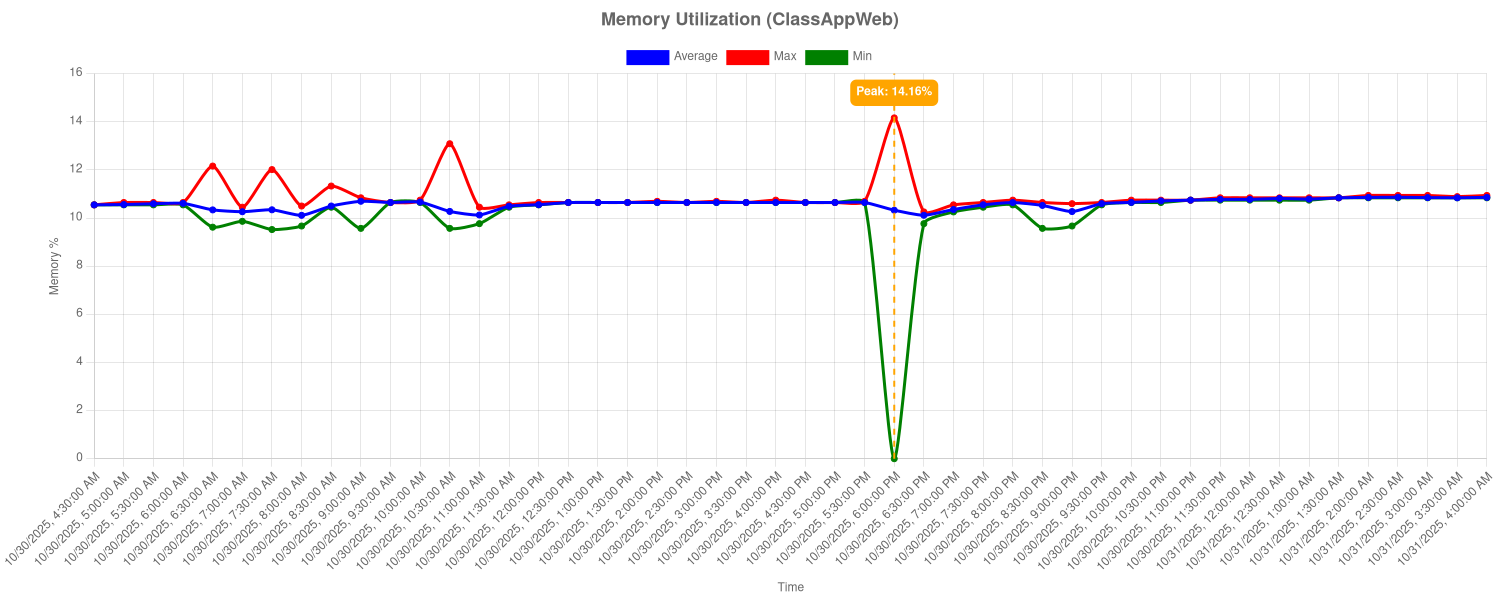 Memory Utilization (ClassAppWeb)
Average Max Min
Peak: 14.16%
16
14
12
10
8
6
4
2
0
Memory %
10/30/2025, 4:30:00 AM
10/30/2025, 5:00:00 AM
10/30/2025, 5:30:00 AM
10/30/2025, 6:00:00 AM
10/30/2025, 6:30:00 AM
10/30/2025, 7:00:00 AM
10/30/2025, 7:30:00 AM
10/30/2025, 8:00:00 AM
10/30/2025, 8:30:00 AM
10/30/2025, 9:00:00 AM
10/30/2025, 9:30:00 AM
10/30/2025, 10:00:00 AM
10/30/2025, 10:30:00 AM
10/30/2025, 11:00:00 AM
10/30/2025, 11:30:00 AM
10/30/2025, 12:00:00 PM
10/30/2025, 12:30:00 PM
10/30/2025, 1:00:00 PM
10/30/2025, 1:30:00 PM
10/30/2025, 2:00:00 PM
10/30/2025, 2:30:00 PM
10/30/2025, 3:00:00 PM
10/30/2025, 3:30:00 PM
10/30/2025, 4:00:00 PM
10/30/2025, 4:30:00 PM
10/30/2025, 5:00:00 PM
10/30/2025, 5:30:00 PM
10/30/2025, 6:00:00 PM
10/30/2025, 6:30:00 PM
10/30/2025, 7:00:00 PM
10/30/2025, 7:30:00 PM
10/30/2025, 8:00:00 PM
10/30/2025, 8:30:00 PM
10/30/2025, 9:00:00 PM
10/30/2025, 9:30:00 PM
10/30/2025, 10:00:00 PM
10/30/2025, 10:30:00 PM
10/30/2025, 11:00:00 PM
10/30/2025, 11:30:00 PM
10/31/2025, 12:00:00 AM
10/31/2025, 12:30:00 AM
10/31/2025, 1:00:00 AM
10/31/2025, 1:30:00 AM
10/31/2025, 2:00:00 AM
10/31/2025, 2:30:00 AM
10/31/2025, 3:00:00 AM
10/31/2025, 3:30:00 AM
10/31/2025, 4:00:00 AM
Time